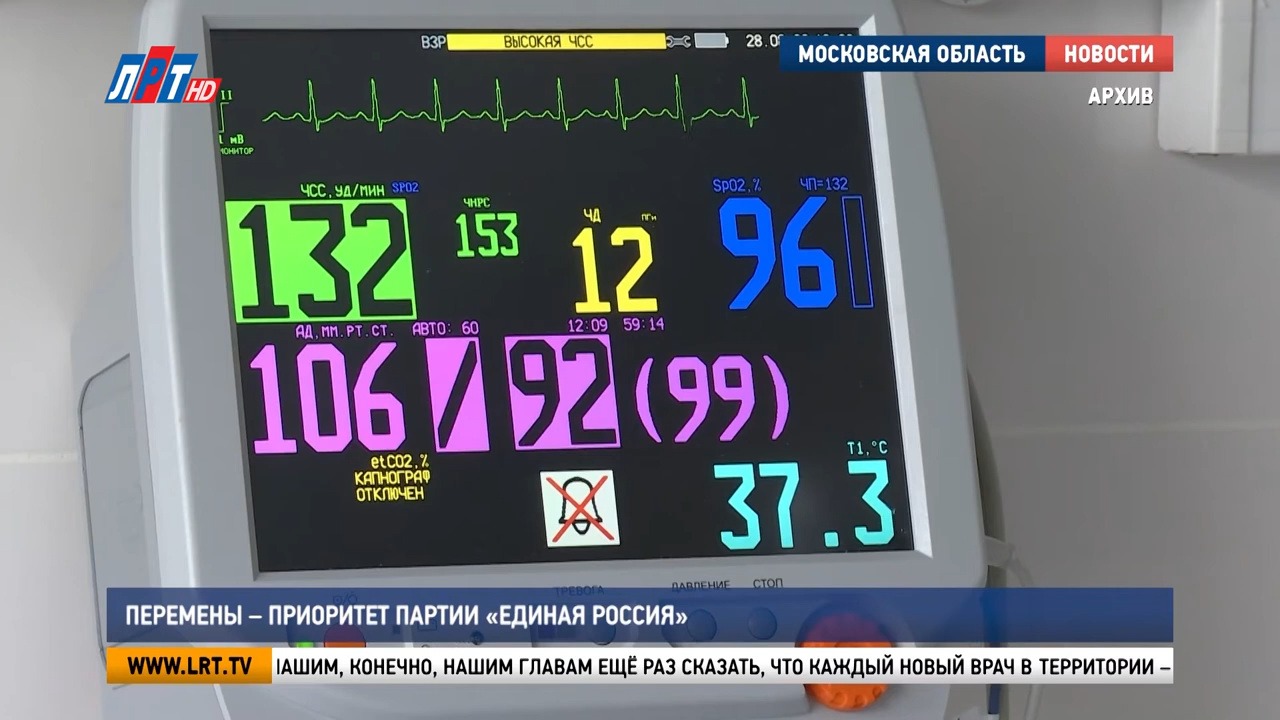 ВЗР ВЫСОКАЯ ЧСС 28.0
МОСКОВСКАЯ ОБЛАСТЬ НОВОСТИ
АРХИВ
ЛРТ HD
II
1 мВ
МОНИТОР
ЧСС,УД/МИН SPO2
132
ЧНРС
153
ЧД
12
SpO2,% ЧП=132
96
АД,ММ.РТ.СТ. АВТО: 60 12:09 59:14
106 / 92 (99)
etCO2,%
КАПНОГРАФ
ОТКЛЮЧЕН
T1,°C
37.3
ТРЕВОГА ДАВЛЕНИЕ СТОП
ПЕРЕМЕНЫ – ПРИОРИТЕТ ПАРТИИ «ЕДИНАЯ РОССИЯ»
WWW.LRT.TV
НАШИМ, КОНЕЧНО, НАШИМ ГЛАВАМ ЕЩЁ РАЗ СКАЗАТЬ, ЧТО КАЖДЫЙ НОВЫЙ ВРАЧ В ТЕРРИТОРИИ –